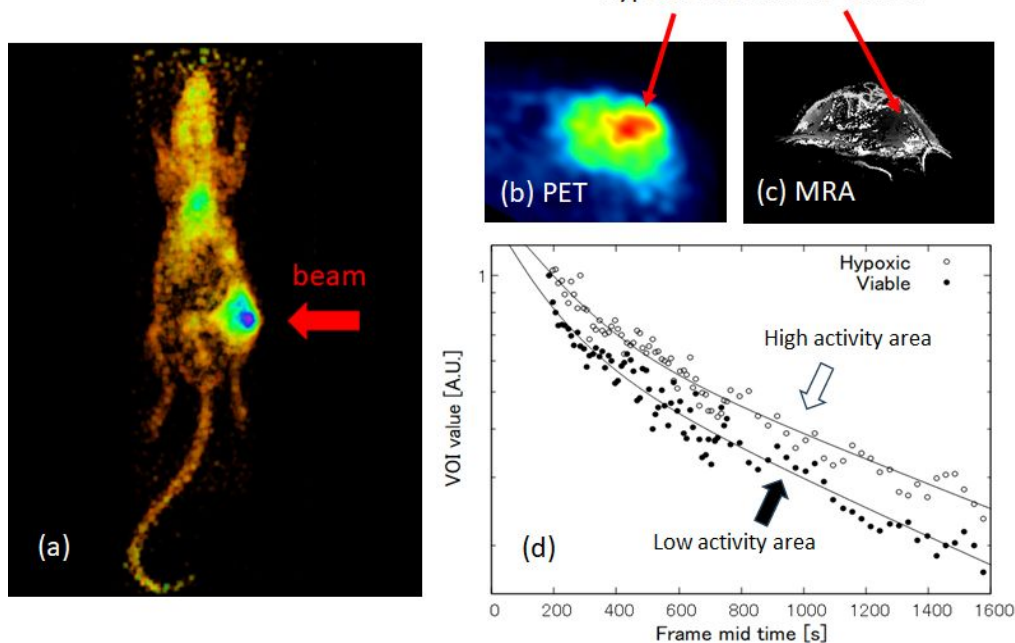 beam
(a)
(b) PET
(c) MRA
1
VOI value [A.U.]
Hypoxic
Viable
High activity area
Low activity area
(d)
0 200 400 600 800 1000 1200 1400 1600
Frame mid time [s]